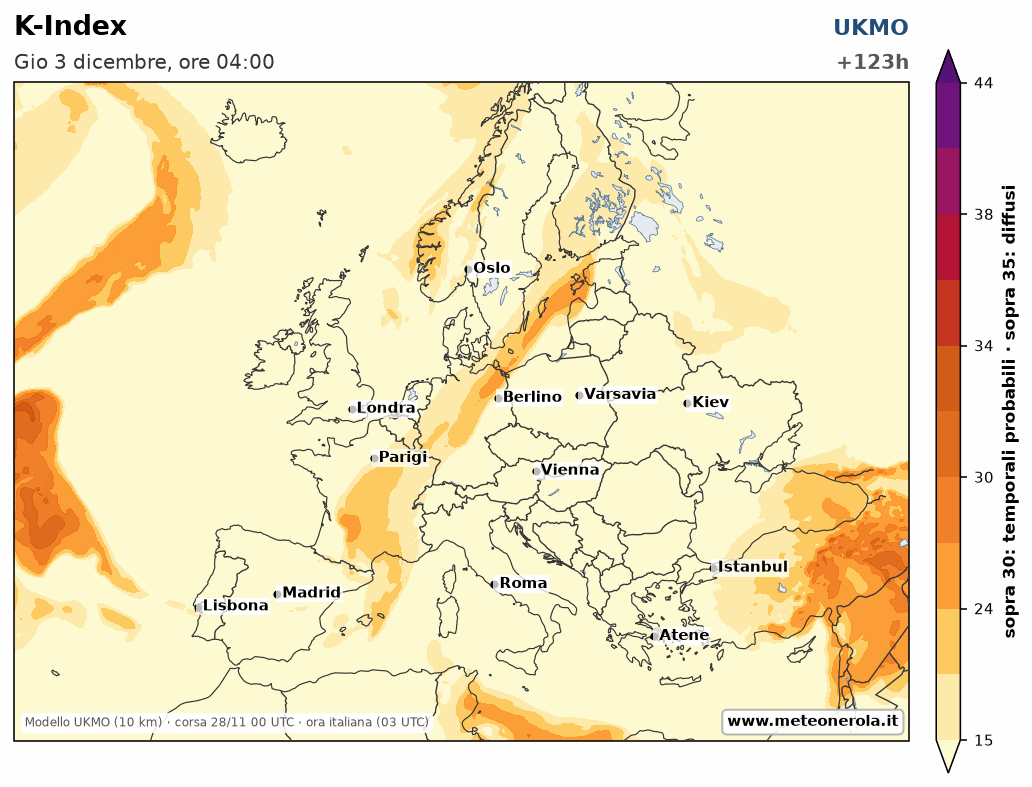 K-Index
UKMO
Gio 3 dicembre, ore 04:00
+123h
44
38
34
30
24
15
sopra 30: temporali probabili · sopra 35: diffusi
Oslo
Berlino
Varsavia
Kiev
Londra
Parigi
Vienna
Istanbul
Roma
Madrid
Lisbona
Atene
Modello UKMO (10 km) · corsa 28/11 00 UTC · ora italiana (03 UTC)
www.meteonerola.it